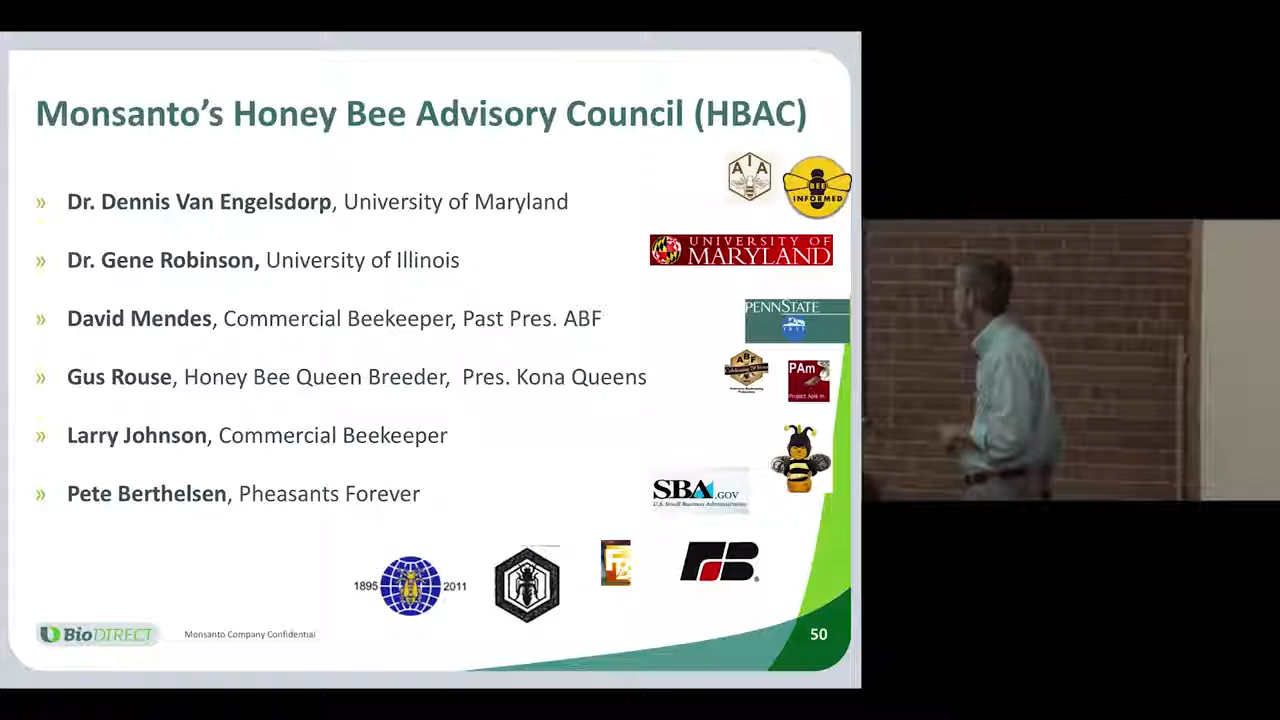 Monsanto's Honey Bee Advisory Council (HBAC)
A I A
BEE
INFORMED
» Dr. Dennis Van Engelsdorp, University of Maryland
UNIVERSITY OF
MARYLAND
» Dr. Gene Robinson, University of Illinois
PENNSTATE
» David Mendes, Commercial Beekeeper, Past Pres. ABF
ABF
PAm
Project Apis m.
» Gus Rouse, Honey Bee Queen Breeder, Pres. Kona Queens
» Larry Johnson, Commercial Beekeeper
SBA.GOV
U.S. Small Business Administration
» Pete Berthelsen, Pheasants Forever
1895 2011
FB
BioDIRECT
Monsanto Company Confidential
50